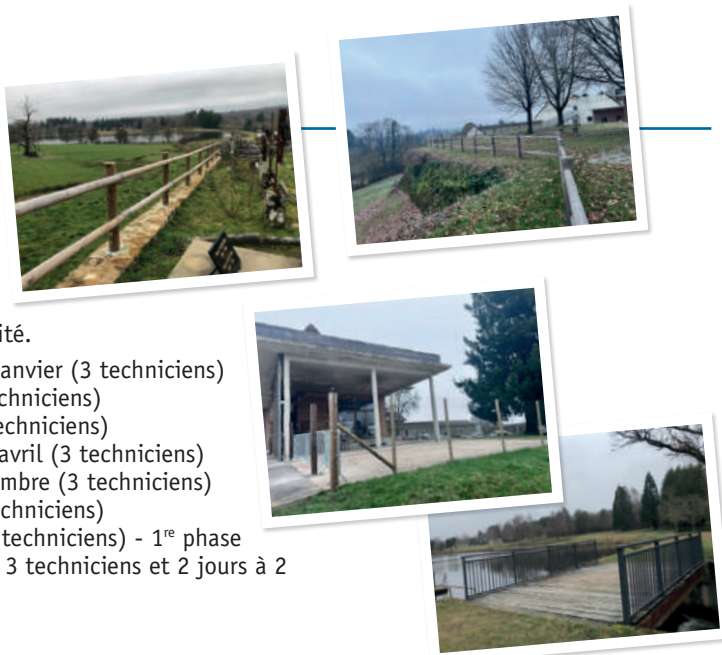 ité.
anvier (3 techniciens)
chniciens)
echniciens)
avril (3 techniciens)
mbre (3 techniciens)
chniciens)
techniciens) - 1re phase
3 techniciens et 2 jours à 2